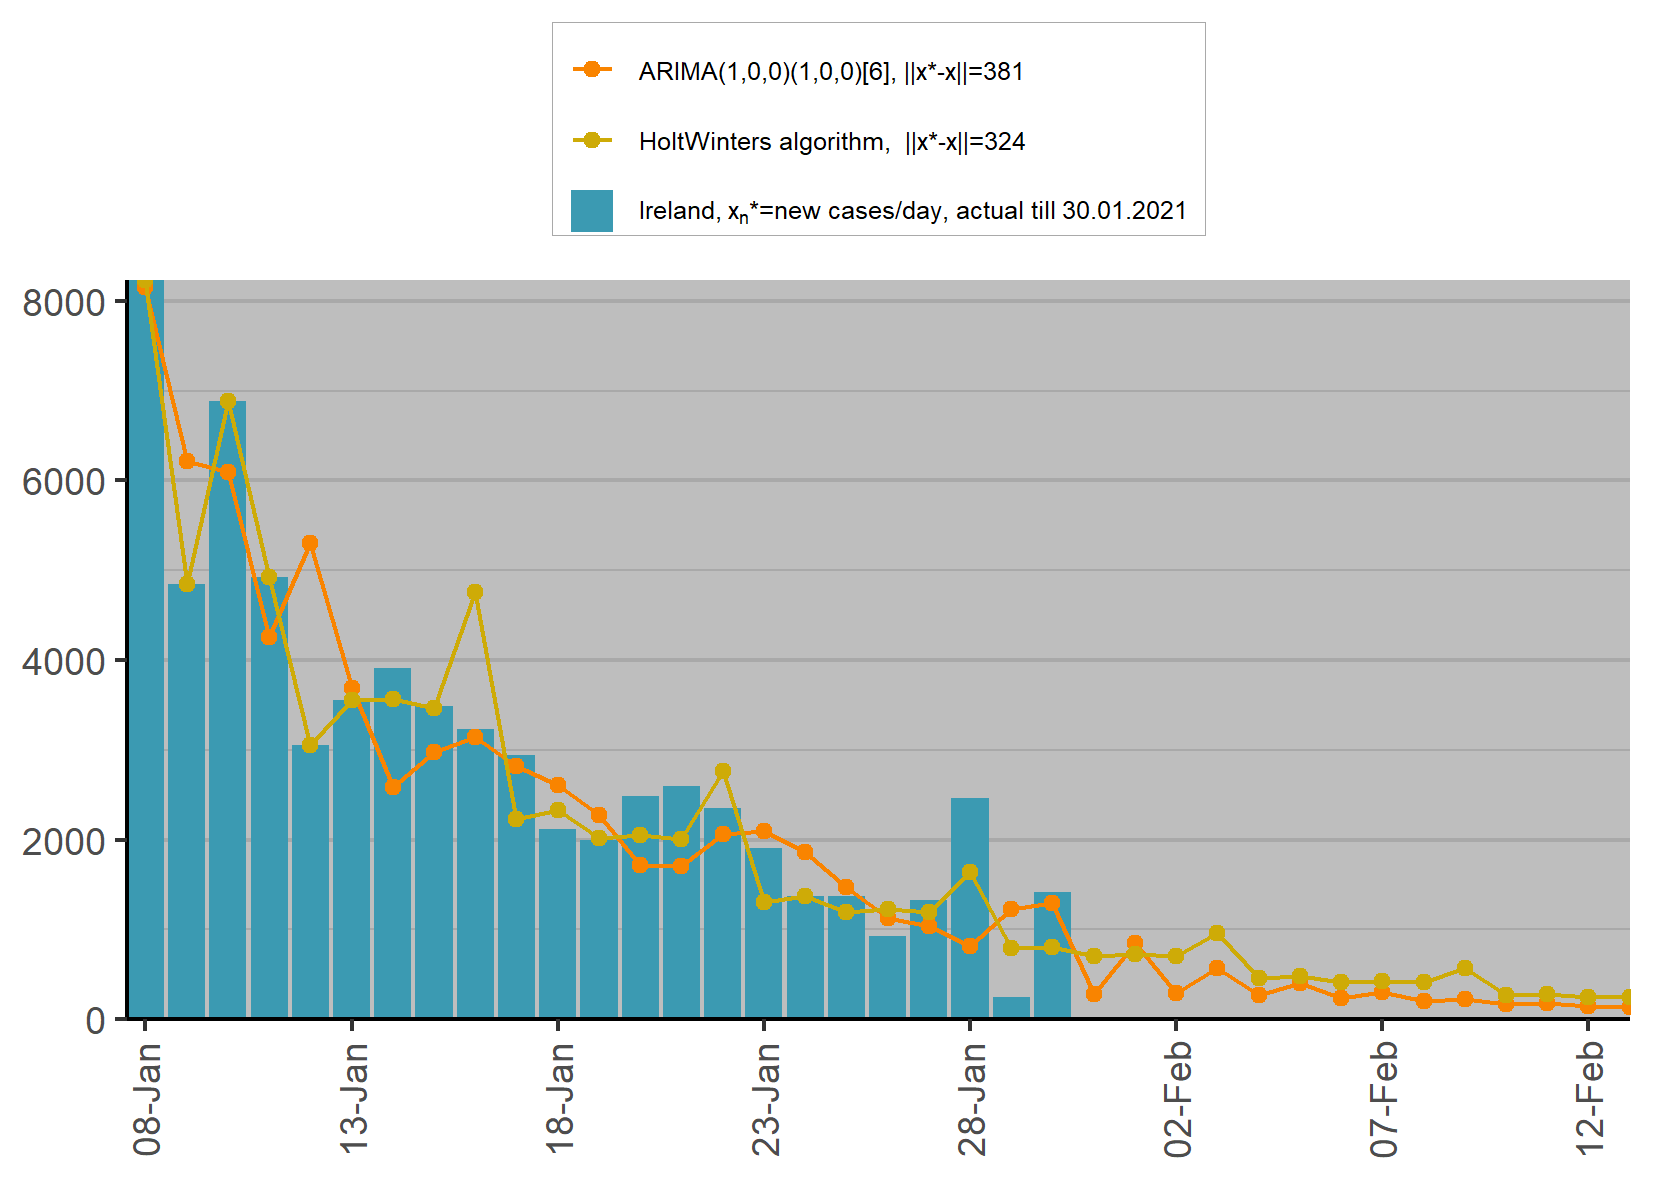 ARIMA(1,0,0)(1,0,0)[6], ||x*-x||=381
HoltWinters algorithm,  ||x*-x||=324
Ireland, xₙ*=new cases/day, actual till 30.01.2021
8000
6000
4000
2000
0
08-Jan
13-Jan
18-Jan
23-Jan
28-Jan
02-Feb
07-Feb
12-Feb